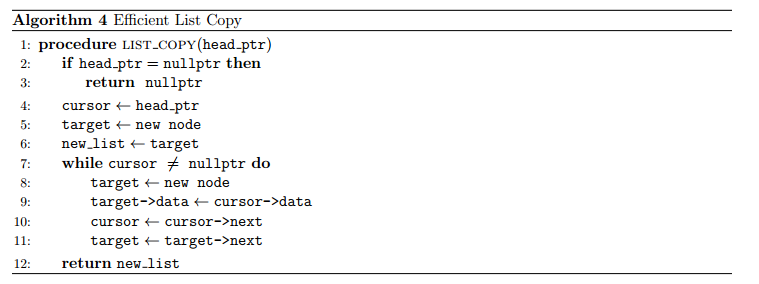 Algorithm 4 Efficient List Copy
1: procedure LIST_COPY(head_ptr)
2: if head_ptr = nullptr then
3: return nullptr
4: cursor ← head_ptr
5: target ← new node
6: new_list ← target
7: while cursor ≠ nullptr do
8: target ← new node
9: target->data ← cursor->data
10: cursor ← cursor->next
11: target ← target->next
12: return new_list